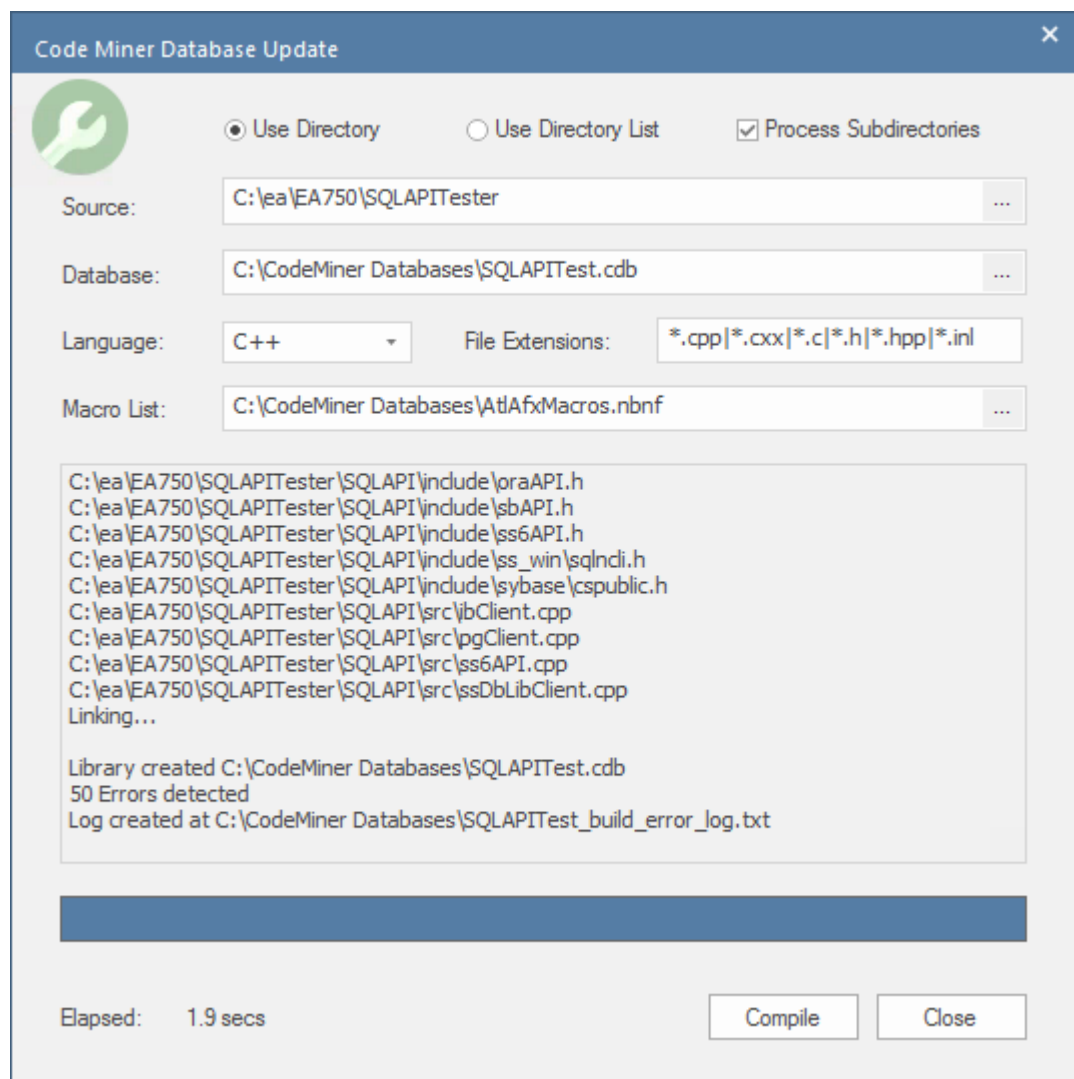 Code Miner Database Update
Use Directory Use Directory List Process Subdirectories
Source: C:\ea\EA750\SQLAPITester ...
Database: C:\CodeMiner Databases\SQLAPITest.cdb ...
Language: C++ File Extensions: *.cpp|*.cxx|*.c|*.h|*.hpp|*.inl
Macro List: C:\CodeMiner Databases\AtlAfxMacros.nbnf ...
C:\ea\EA750\SQLAPITester\SQLAPI\include\oraAPI.h
C:\ea\EA750\SQLAPITester\SQLAPI\include\sbAPI.h
C:\ea\EA750\SQLAPITester\SQLAPI\include\ss6API.h
C:\ea\EA750\SQLAPITester\SQLAPI\include\ss_win\sqlncli.h
C:\ea\EA750\SQLAPITester\SQLAPI\include\sybase\cspublic.h
C:\ea\EA750\SQLAPITester\SQLAPI\src\ibClient.cpp
C:\ea\EA750\SQLAPITester\SQLAPI\src\pgClient.cpp
C:\ea\EA750\SQLAPITester\SQLAPI\src\ss6API.cpp
C:\ea\EA750\SQLAPITester\SQLAPI\src\ssDbLibClient.cpp
Linking...
Library created C:\CodeMiner Databases\SQLAPITest.cdb
50 Errors detected
Log created at C:\CodeMiner Databases\SQLAPITest_build_error_log.txt
Elapsed: 1.9 secs Compile Close